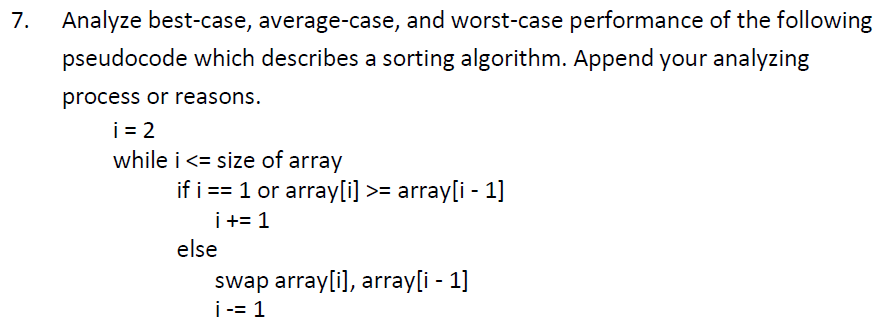 7. Analyze best-case, average-case, and worst-case performance of the following
pseudocode which describes a sorting algorithm. Append your analyzing
process or reasons.
i = 2
while i <= size of array
if i == 1 or array[i] >= array[i - 1]
i += 1
else
swap array[i], array[i - 1]
i -= 1